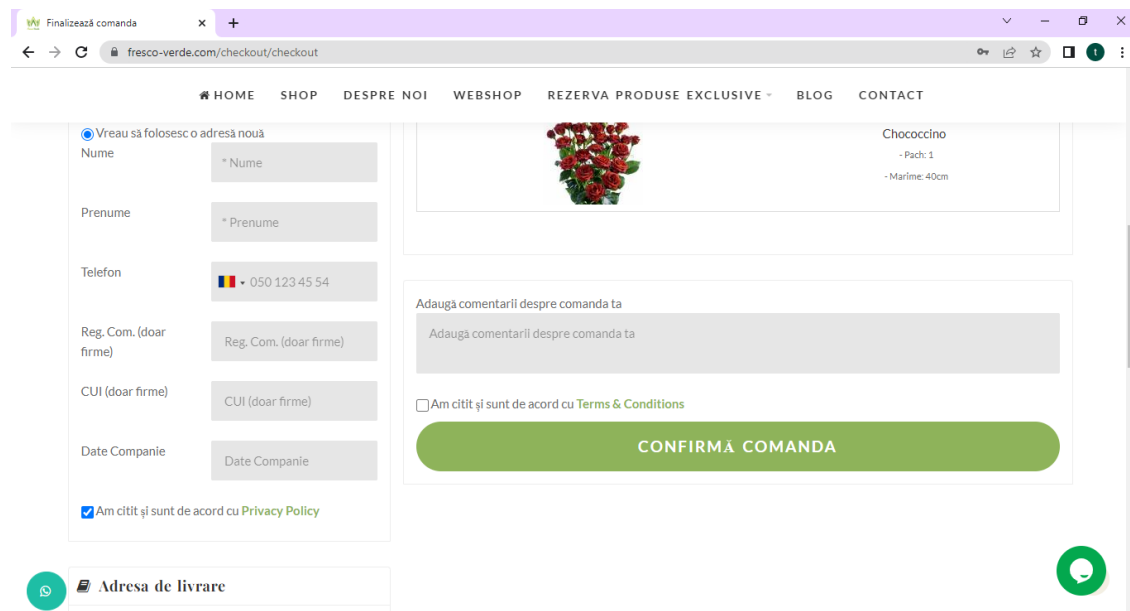 Finalizează comanda
fresco-verde.com/checkout/checkout
t
HOME SHOP DESPRE NOI WEBSHOP REZERVA PRODUSE EXCLUSIVE BLOG CONTACT
Vreau să folosesc o adresă nouă
Nume
* Nume
Prenume
* Prenume
Telefon
050 123 45 54
Reg. Com. (doar
firme)
Reg. Com. (doar firme)
CUI (doar firme)
CUI (doar firme)
Date Companie
Date Companie
Am citit și sunt de acord cu Privacy Policy
Adresa de livrare
Chococcino
- Pach: 1
- Marime: 40cm
Adaugă comentarii despre comanda ta
Adaugă comentarii despre comanda ta
Am citit și sunt de acord cu Terms & Conditions
CONFIRMĂ COMANDA